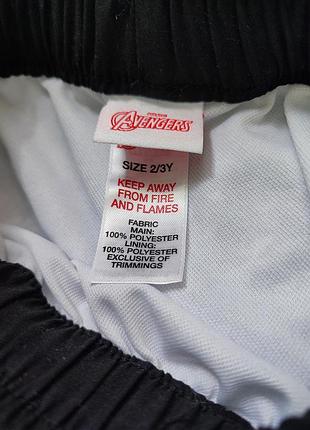 MARVEL
AVENGERS
SIZE 2/3Y
KEEP AWAY
FROM FIRE
AND FLAMES
FABRIC
MAIN:
100% POLYESTER
LINING:
100% POLYESTER
EXCLUSIVE OF
TRIMMINGS